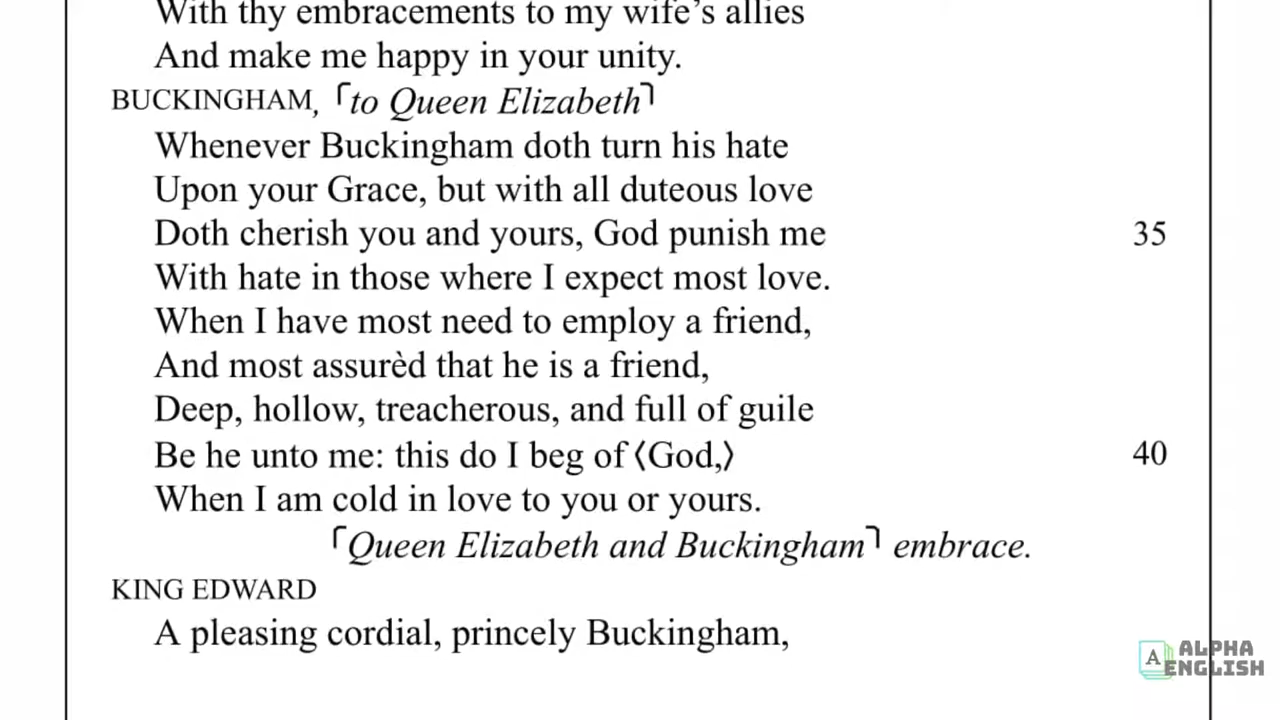 With thy embracements to my wife’s allies
And make me happy in your unity.
BUCKINGHAM, ⌜to Queen Elizabeth⌝
Whenever Buckingham doth turn his hate
Upon your Grace, but with all duteous love
Doth cherish you and yours, God punish me 35
With hate in those where I expect most love.
When I have most need to employ a friend,
And most assurèd that he is a friend,
Deep, hollow, treacherous, and full of guile
Be he unto me: this do I beg of ⟨God,⟩ 40
When I am cold in love to you or yours.
⌜Queen Elizabeth and Buckingham⌝ embrace.
KING EDWARD
A pleasing cordial, princely Buckingham,
A ALPHA
ENGLISH